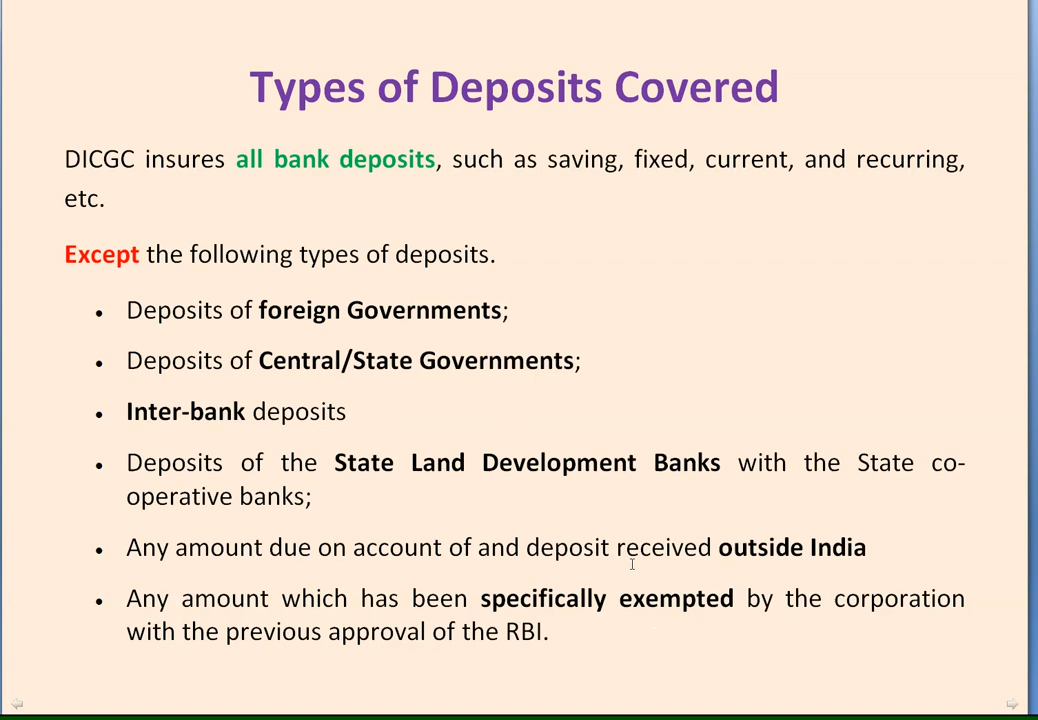 Types of Deposits Covered
DICGC insures all bank deposits, such as saving, fixed, current, and recurring,
etc.
Except the following types of deposits.
• Deposits of foreign Governments;
• Deposits of Central/State Governments;
• Inter-bank deposits
• Deposits of the State Land Development Banks with the State co-
operative banks;
• Any amount due on account of and deposit received outside India
• Any amount which has been specifically exempted by the corporation
with the previous approval of the RBI.